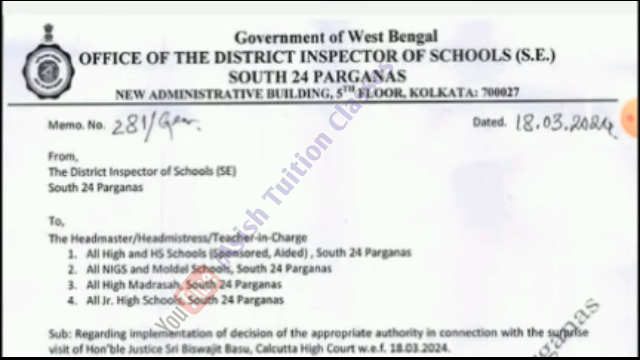 Government of West Bengal
OFFICE OF THE DISTRICT INSPECTOR OF SCHOOLS (S.E.)
SOUTH 24 PARGANAS
NEW ADMINISTRATIVE BUILDING, 5TH FLOOR, KOLKATA: 700027
Memo. No. 281/Gen. Dated. 18.03.2024
From,
The District Inspector of Schools (SE)
South 24 Parganas
To,
The Headmaster/Headmistress/Teacher-in-Charge
1. All High and HS Schools (Sponsored, Aided) , South 24 Parganas
2. All NIGS and Moldel Schools, South 24 Parganas
3. All High Madrasah, South 24 Parganas
4. All Jr. High Schools, South 24 Parganas
Sub: Regarding implementation of decision of the appropriate authority in connection with the surprise
visit of Hon'ble Justice Sri Biswajit Basu, Calcutta High Court w.e.f. 18.03.2024.
YouTube Asish Tuition Classes